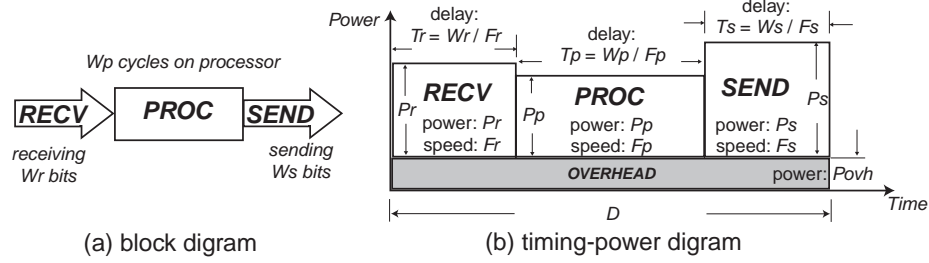 Wp cycles on processor
RECV
PROC
SEND
receiving
Wr bits
sending
Ws bits
(a) block digram
Power
delay:
Tr = Wr / Fr
delay:
Tp = Wp / Fp
delay:
Ts = Ws / Fs
Pr
RECV
power: Pr
speed: Fr
Pp
PROC
power: Pp
speed: Fp
SEND
power: Ps
speed: Fs
Ps
OVERHEAD
power: Povh
Time
D
(b) timing-power digram